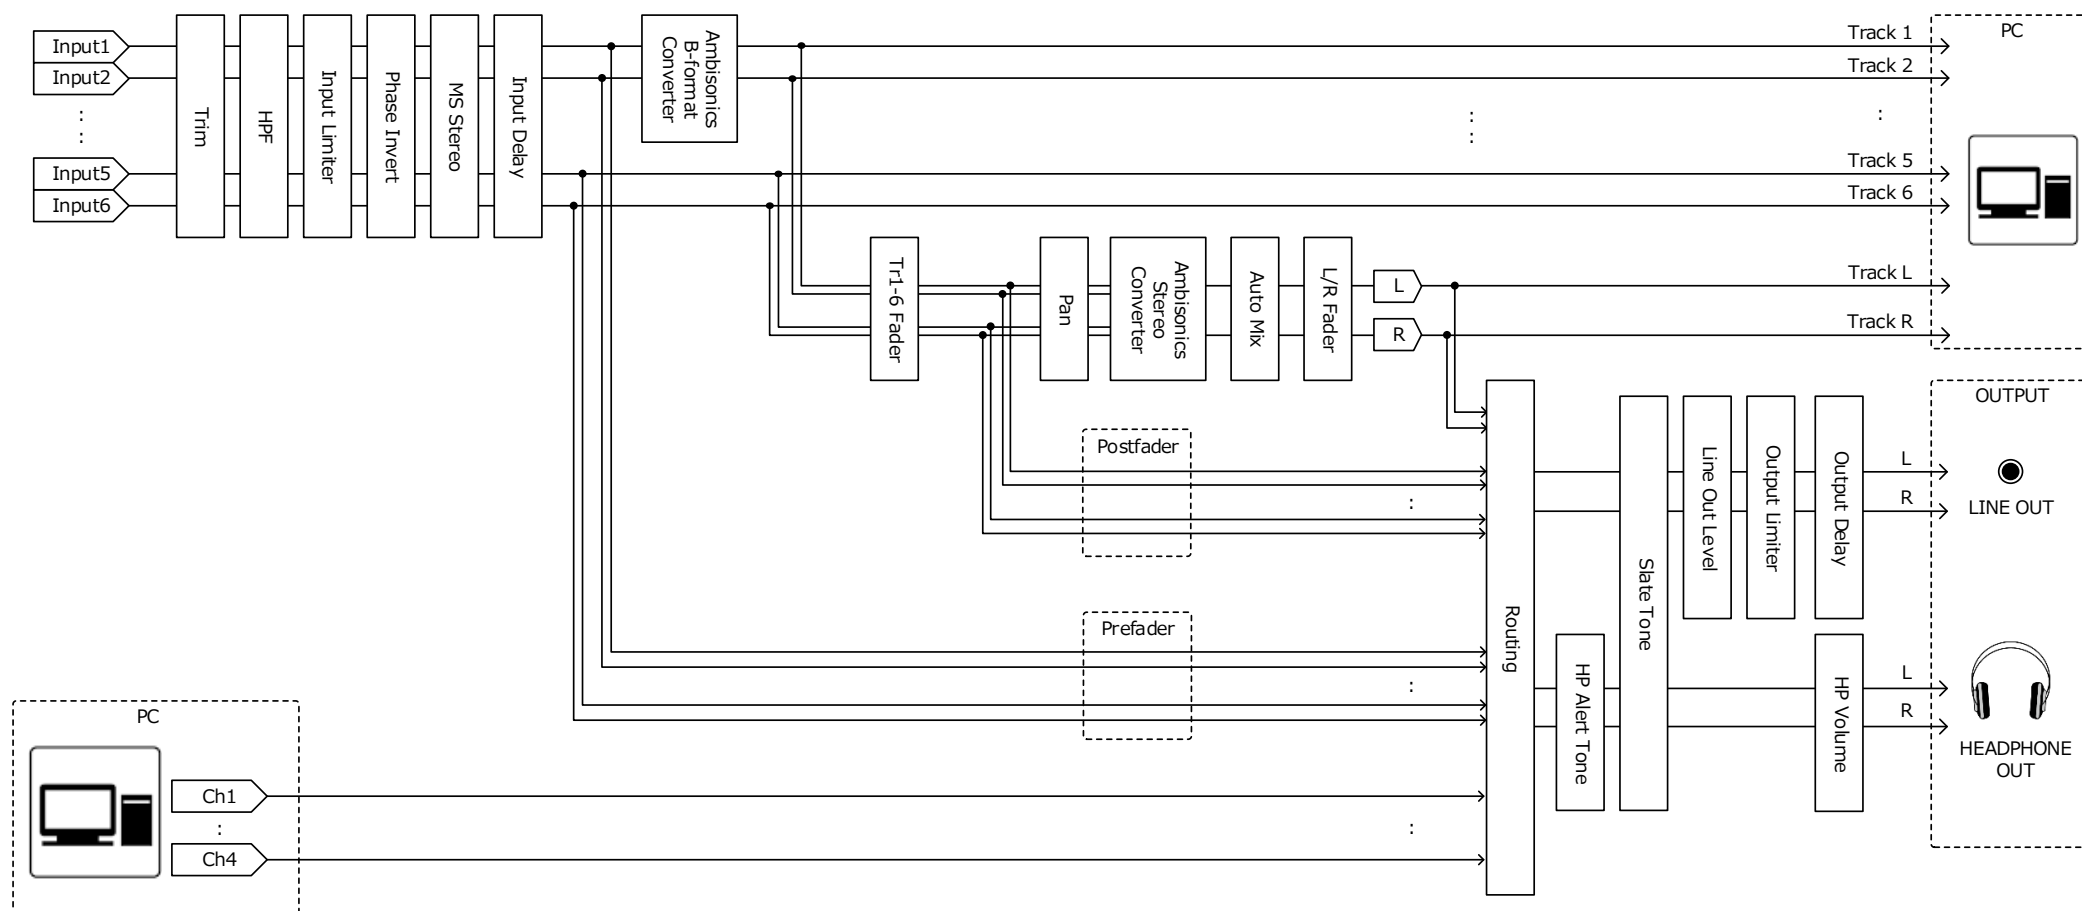 Input1
Input2
:
:
Input5
Input6
Trim
HPF
Input Limiter
Phase Invert
MS Stereo
Input Delay
Ambisonics
B-format
Converter
Track 1
Track 2
:
:
:
Track 5
Track 6
PC
Tr1-6 Fader
Pan
Ambisonics
Stereo
Converter
Auto Mix
L/R Fader
L
R
Track L
Track R
Postfader
:
Prefader
:
Routing
HP Alert Tone
Slate Tone
Line Out Level
Output Limiter
Output Delay
HP Volume
L
R
L
R
OUTPUT
LINE OUT
HEADPHONE
OUT
PC
Ch1
:
Ch4
: